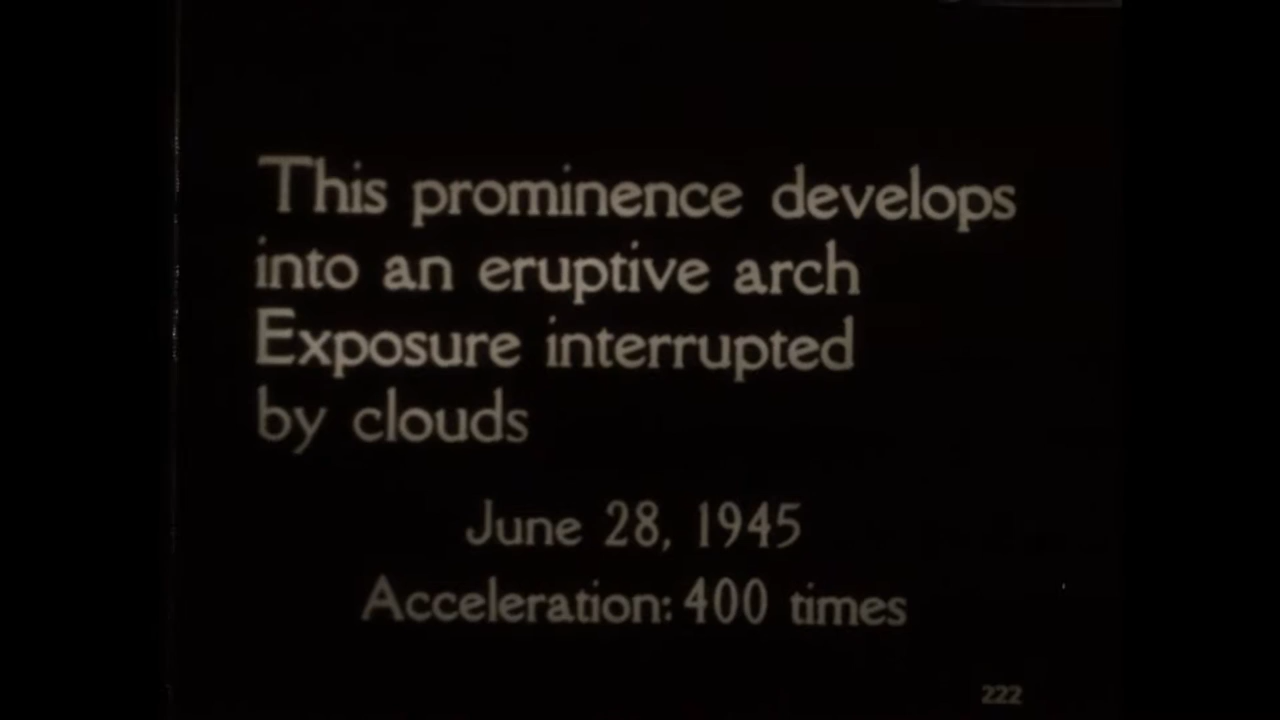 This prominence develops
into an eruptive arch
Exposure interrupted
by clouds
June 28, 1945
Acceleration: 400 times
222